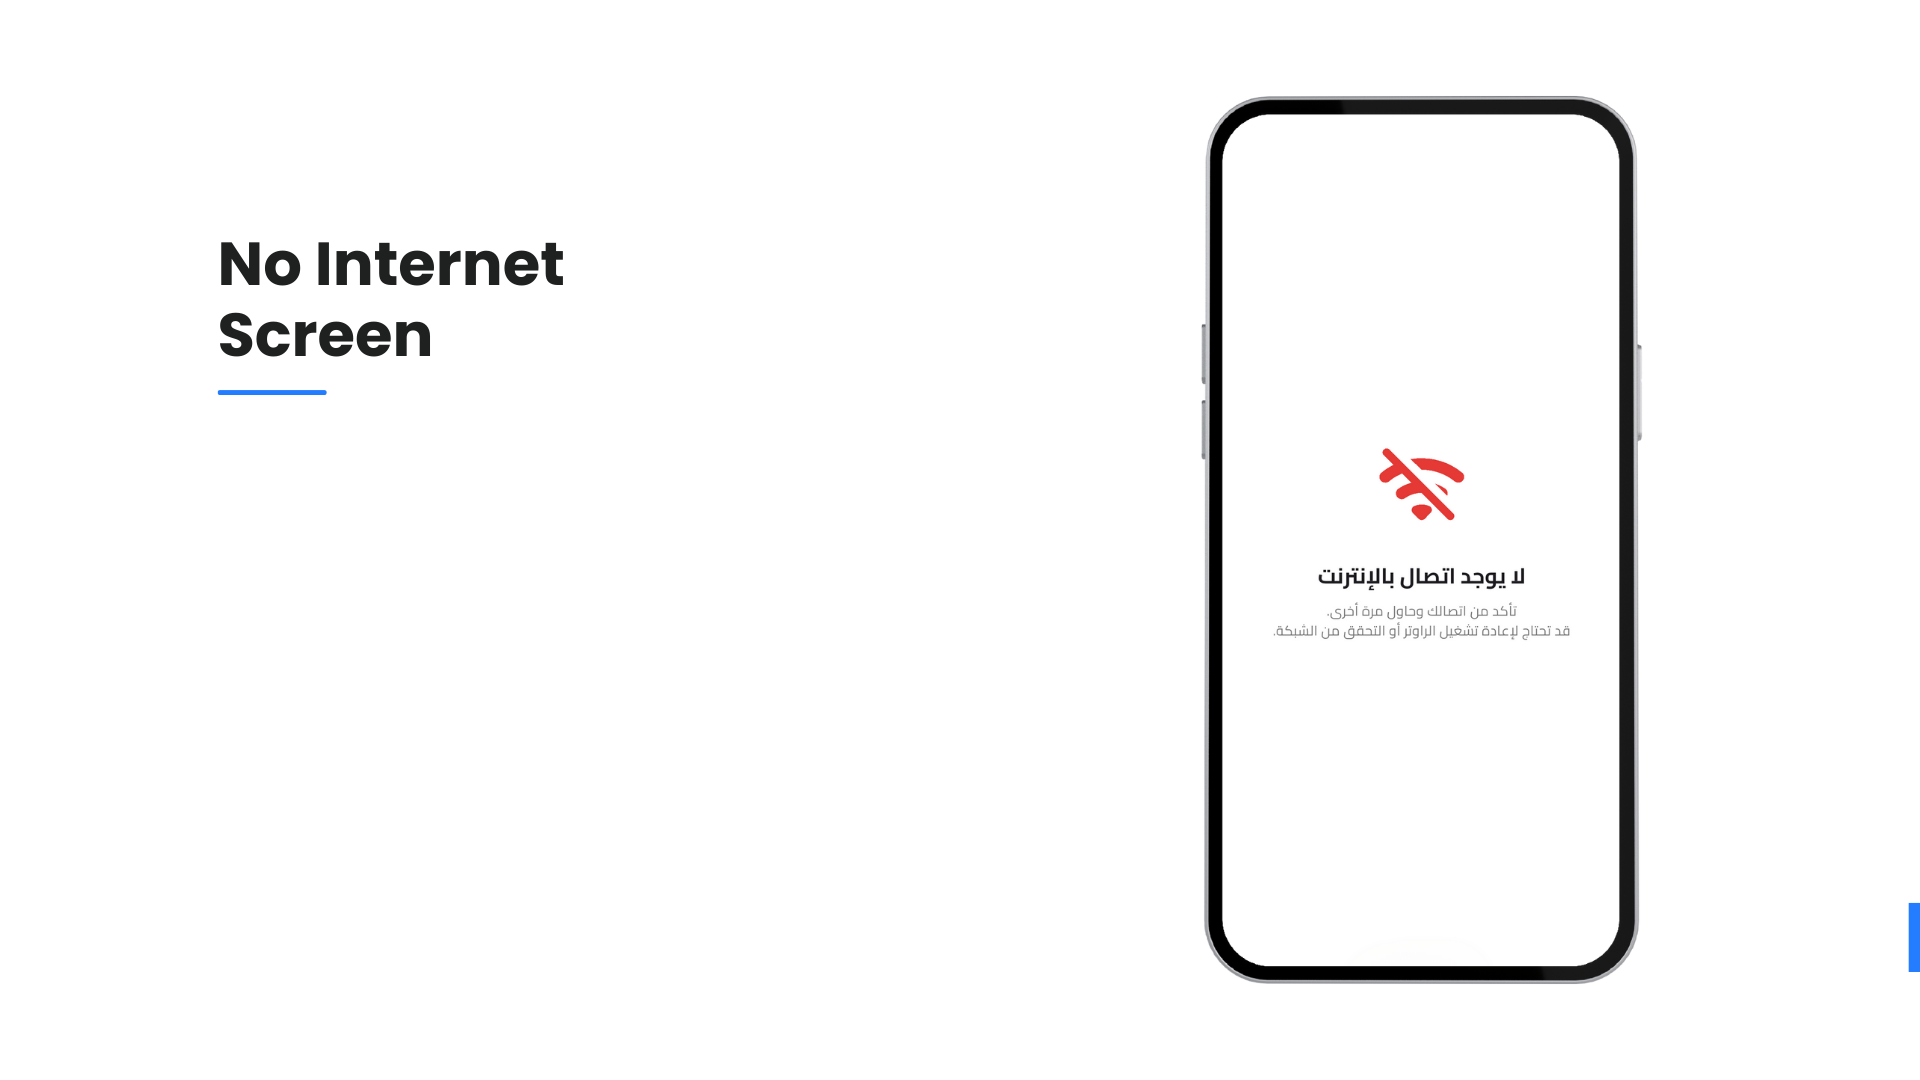 No Internet
Screen
لا يوجد اتصال بالإنترنت
تأكد من اتصالك وحاول مرة أخرى.
قد تحتاج لإعادة تشغيل الراوتر أو التحقق من الشبكة.